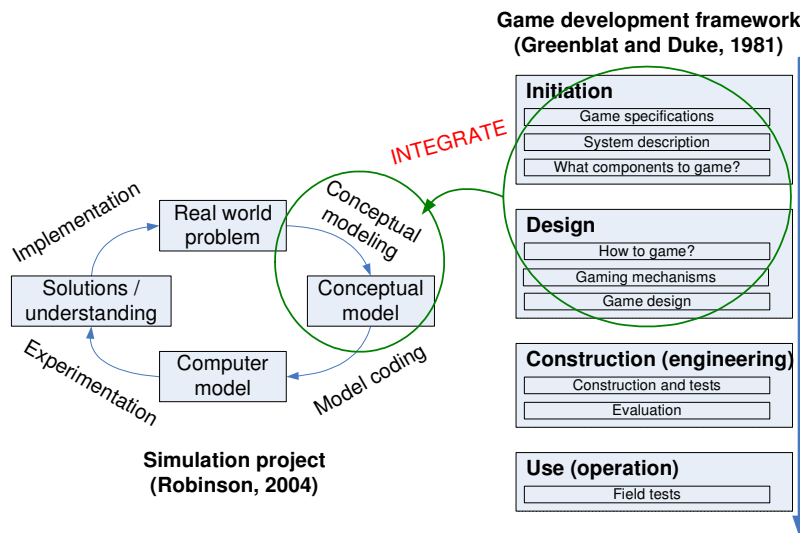 Game development framework
(Greenblat and Duke, 1981)
Initiation
Game specifications
System description
What components to game?
INTEGRATE
Design
How to game?
Gaming mechanisms
Game design
Construction (engineering)
Construction and tests
Evaluation
Use (operation)
Field tests
Implementation
Real world
problem
Conceptual
modeling
Solutions /
understanding
Conceptual
model
Experimentation
Computer
model
Model coding
Simulation project
(Robinson, 2004)